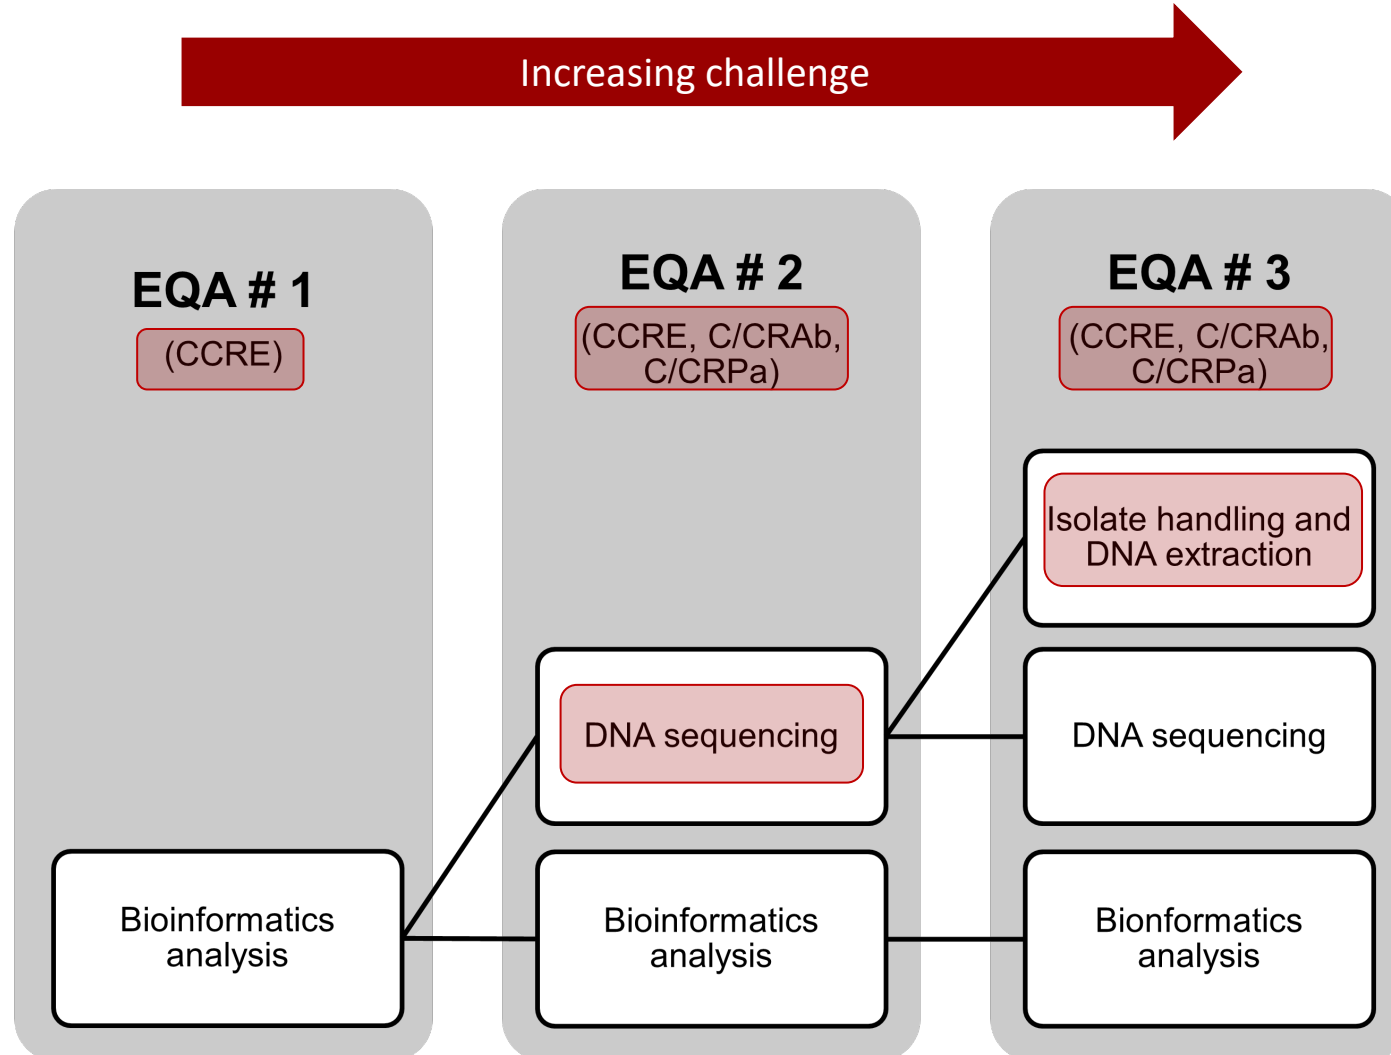 Increasing challenge
EQA # 1
(CCRE)
EQA # 2
(CCRE, C/CRAb,
C/CRPa)
EQA # 3
(CCRE, C/CRAb,
C/CRPa)
Isolate handling and
DNA extraction
DNA sequencing
DNA sequencing
Bioinformatics
analysis
Bioinformatics
analysis
Bionformatics
analysis